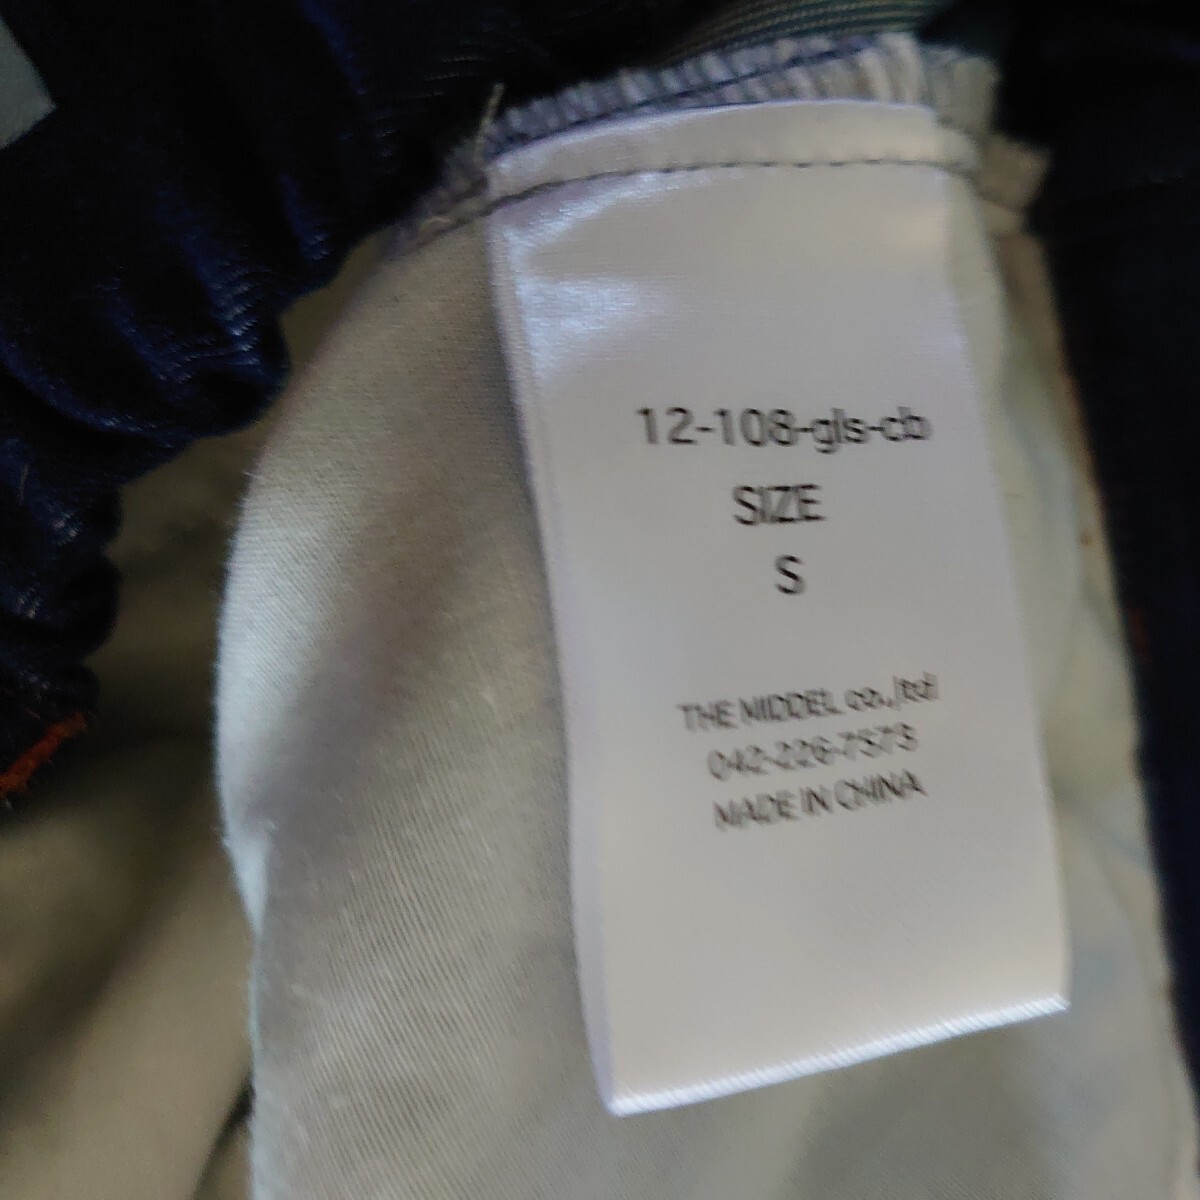 12-108-gls-cb
SIZE
S
THE MIDDEL co.,ltd
042-226-7573
MADE IN CHINA